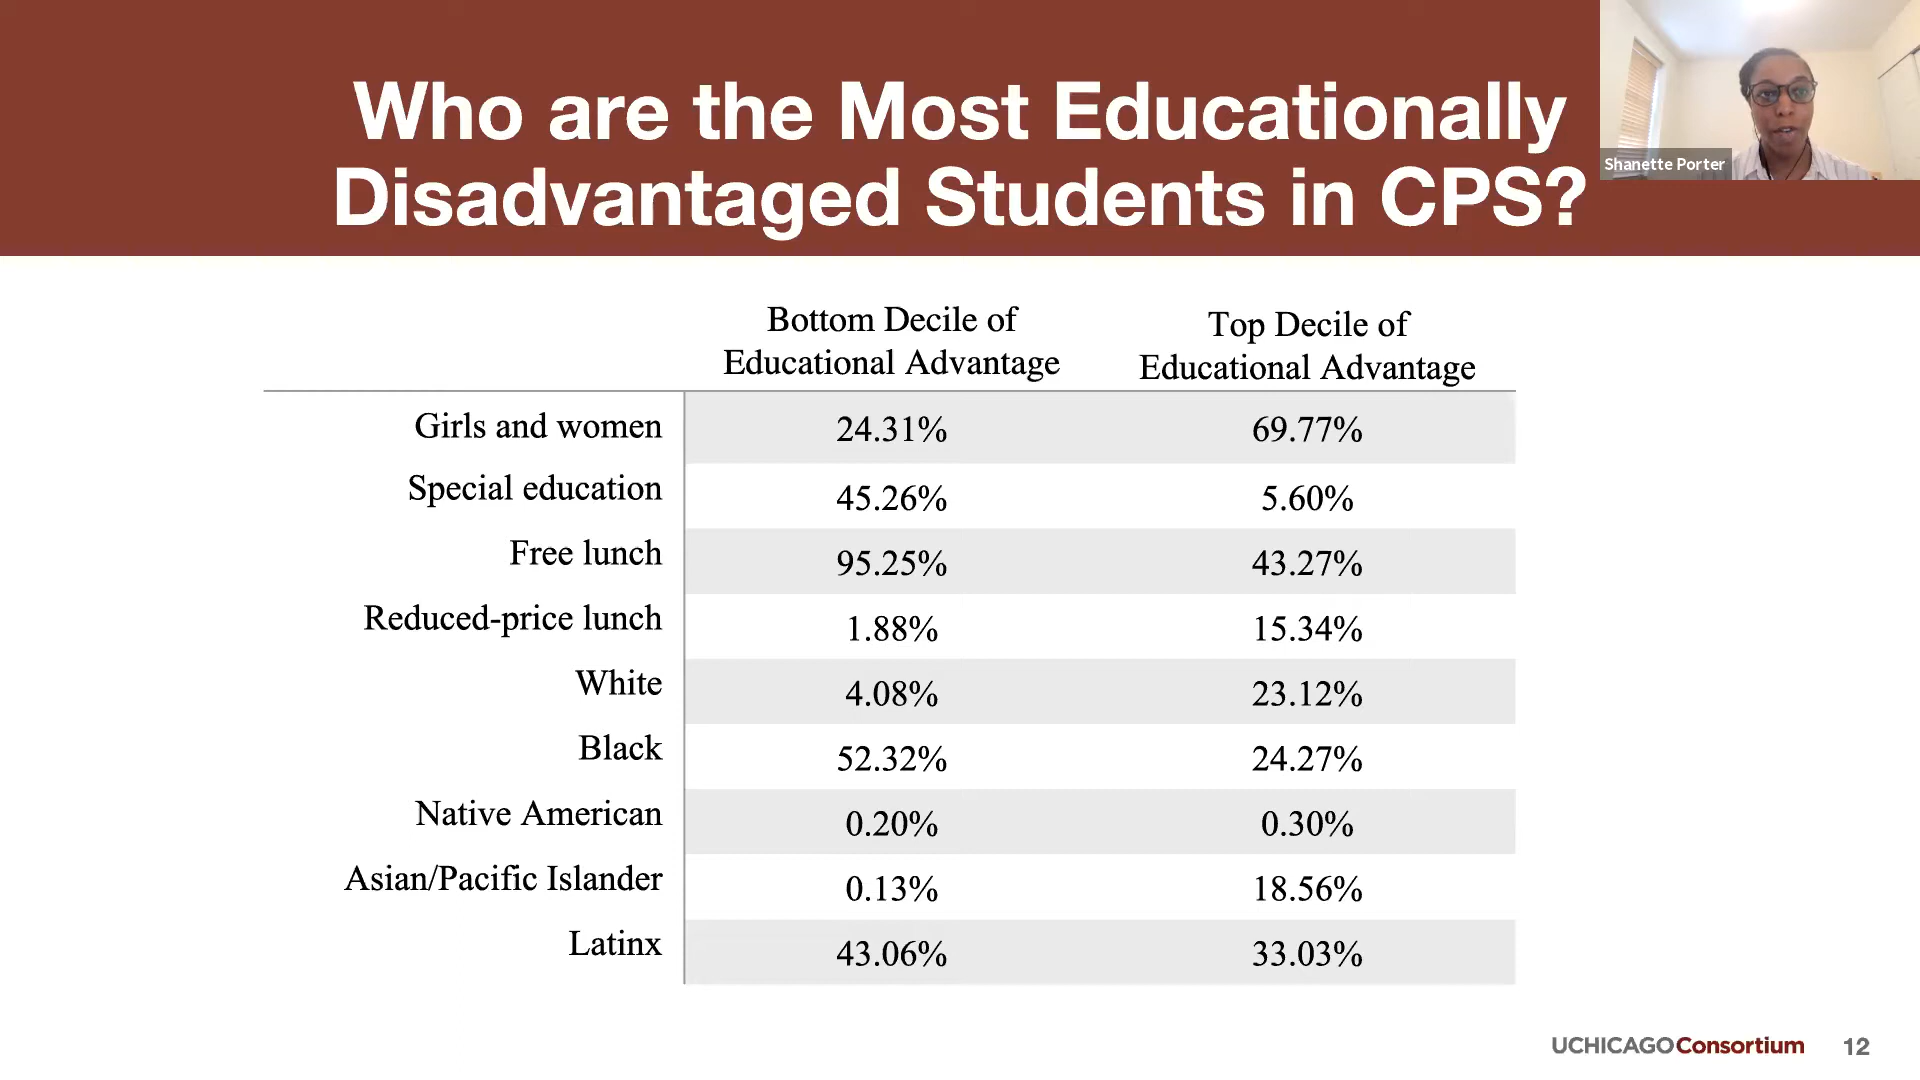 Who are the Most Educationally
Disadvantaged Students in CPS?
Shanette Porter
Bottom Decile of
Educational Advantage
Top Decile of
Educational Advantage
Girls and women 24.31% 69.77%
Special education 45.26% 5.60%
Free lunch 95.25% 43.27%
Reduced-price lunch 1.88% 15.34%
White 4.08% 23.12%
Black 52.32% 24.27%
Native American 0.20% 0.30%
Asian/Pacific Islander 0.13% 18.56%
Latinx 43.06% 33.03%
UCHICAGOConsortium 12